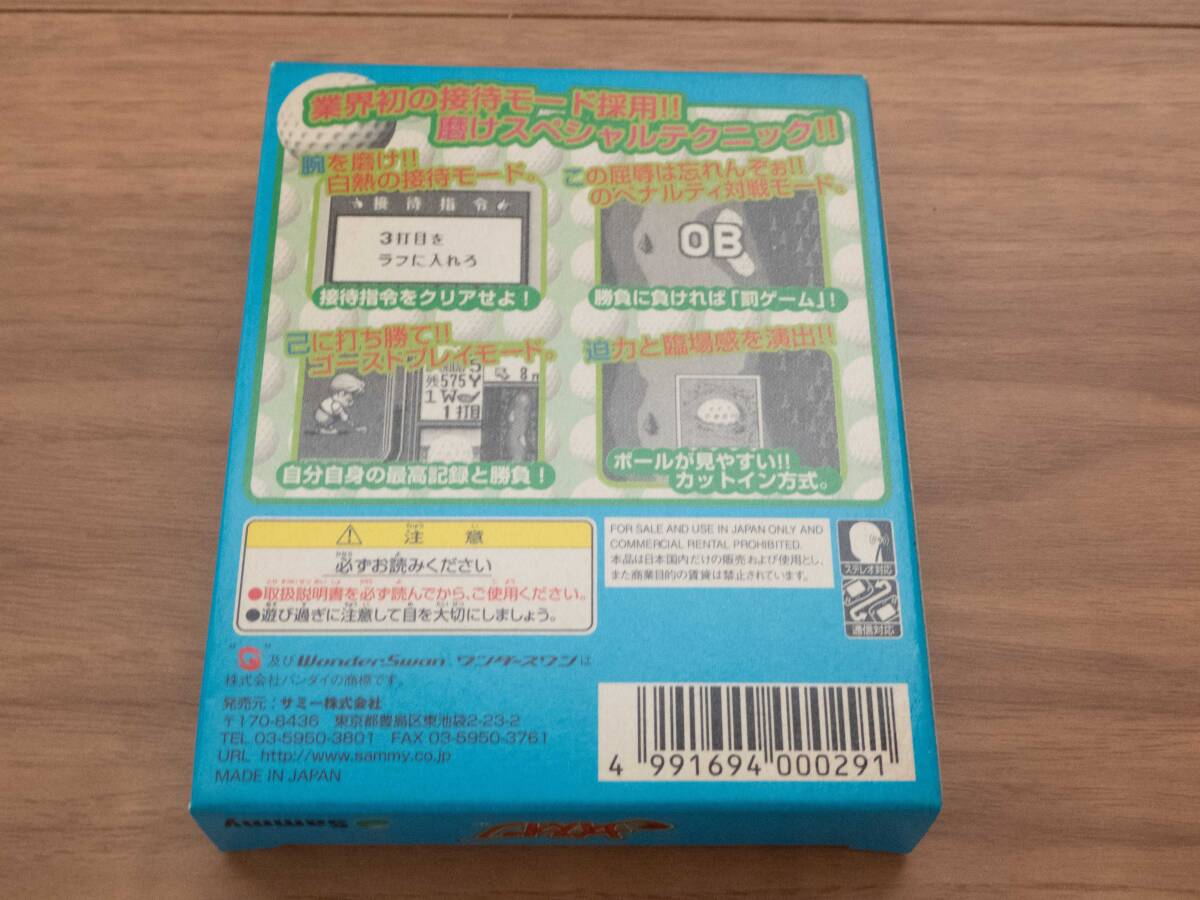 業界初の接待モード採用!!
磨けスペシャルテクニック!!
腕を磨け!!
白熱の接待モード。
接待指令
3打目を
ラフに入れろ
接待指令をクリアせよ!
この屈辱は忘れんぞぉ!!
のペナルティ対戦モード。
OB
勝負に負ければ「罰ゲーム」!
己に打ち勝て!!
ゴーストプレイモード。
残575Y
8m
1W
1打目
自分自身の最高記録と勝負!
迫力と臨場感を演出!!
ボールが見やすい!!
カットイン方式。
注意
必ずお読みください
●取扱説明書を必ず読んでから、ご使用ください。
●遊び過ぎに注意して目を大切にしましょう。
FOR SALE AND USE IN JAPAN ONLY AND
COMMERCIAL RENTAL PROHIBITED.
本品は日本国内だけの販売および使用とし、
また商業目的の賃貸は禁止されています。
ステレオ対応
通信対応
及び WonderSwan ワンダースワンは
株式会社バンダイの商標です。
発売元:サミー株式会社
〒170-8436 東京都豊島区東池袋2-23-2
TEL 03-5950-3801 FAX 03-5950-3761
URL http://www.sammy.co.jp
MADE IN JAPAN
4 991694 000291
Sammy